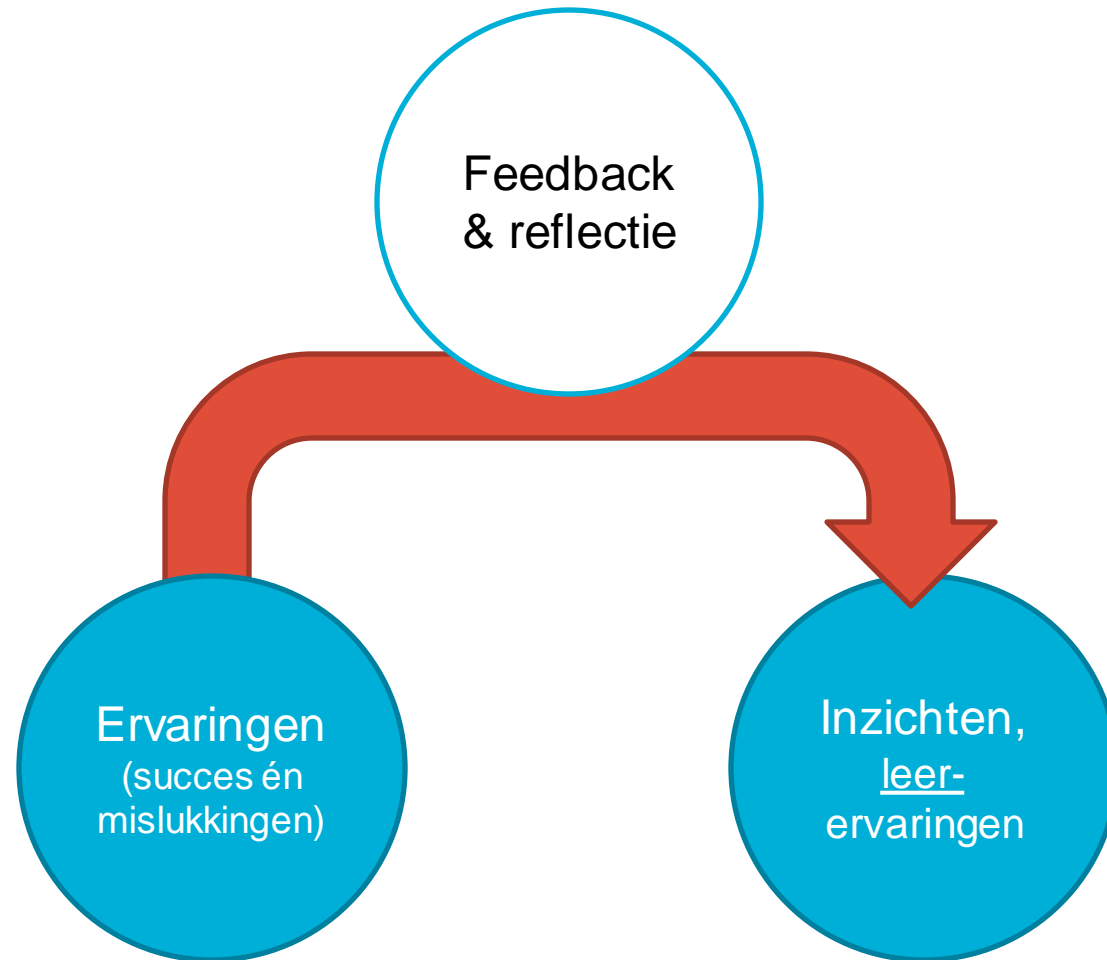 Feedback
& reflectie
Ervaringen
(succes én
mislukkingen)
Inzichten,
leer-
ervaringen